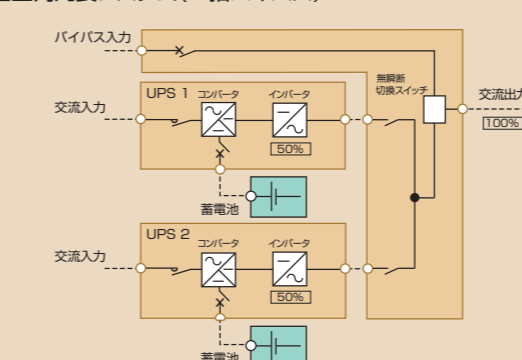 バイパス入力
無瞬断
切換スイッチ
交流出力
100%
UPS 1
コンバータ
インバータ
交流入力
50%
蓄電池
UPS 2
コンバータ
インバータ
交流入力
50%
蓄電池